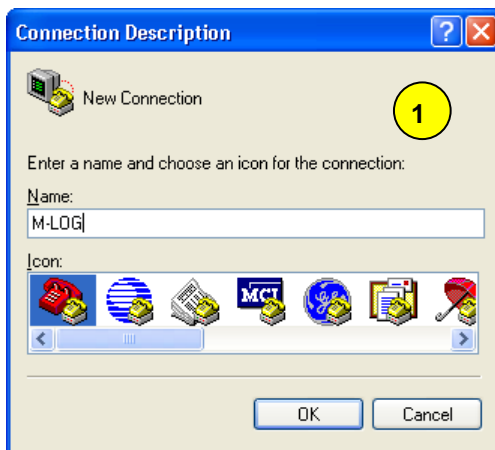 Connection Description
New Connection
1
Enter a name and choose an icon for the connection:
Name:
M-LOG
Icon:
MCI
OK
Cancel